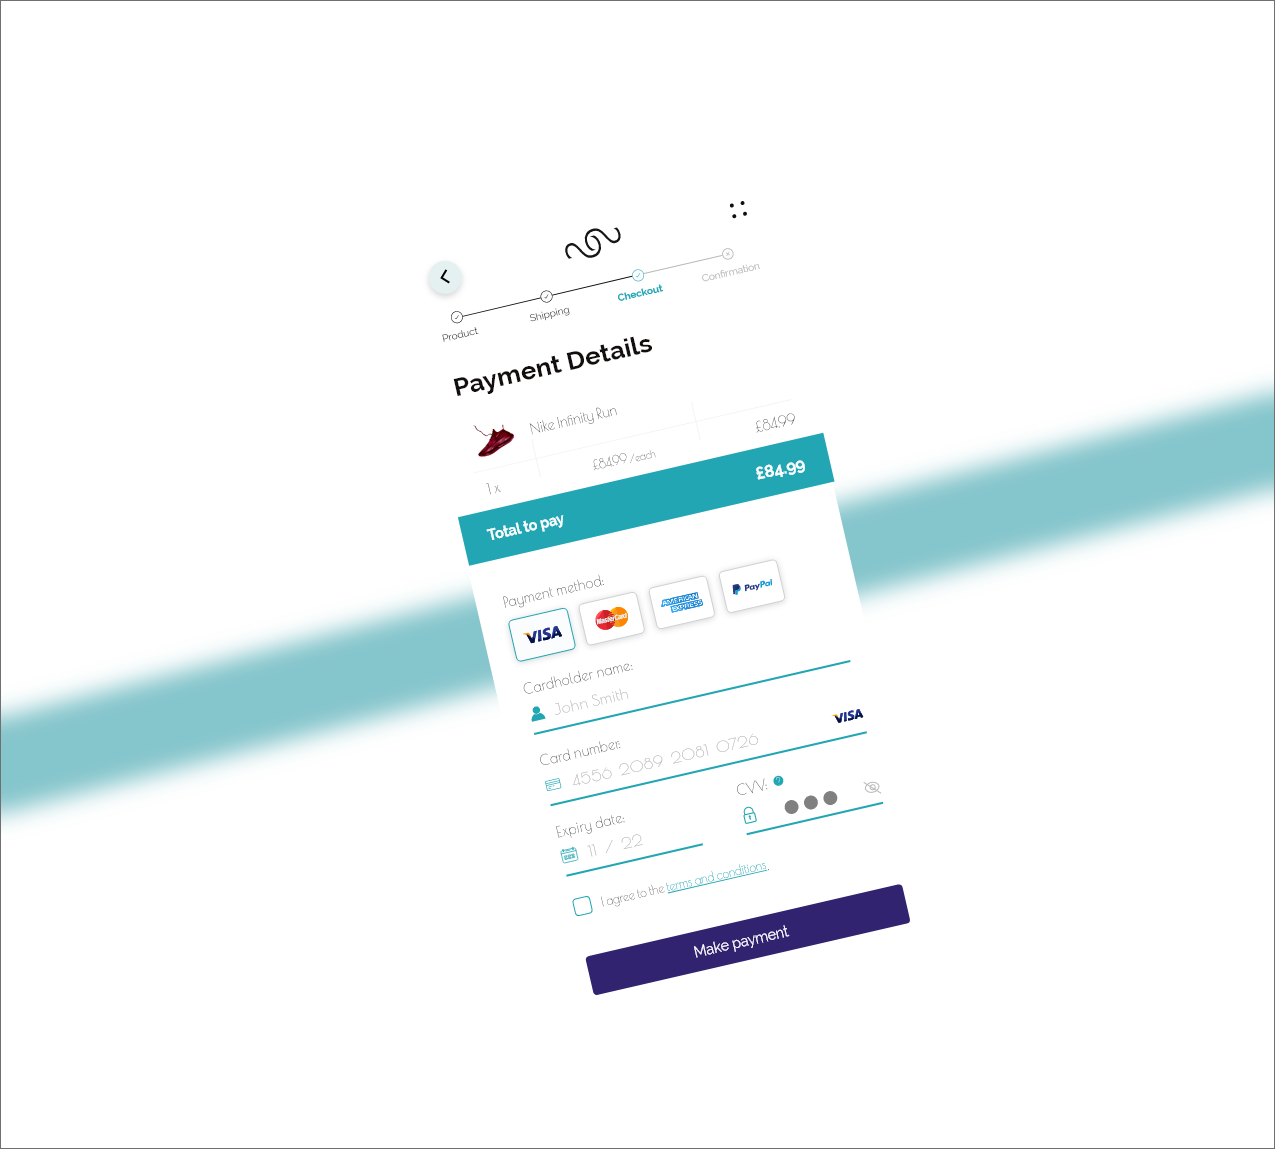 Product
Shipping
Checkout
Confirmation
Payment Details
Nike Infinity Run
1 x
£84.99 /each
£84.99
Total to pay
£84.99
Payment method:
VISA
MasterCard
AMERICAN
EXPRESS
PayPal
Cardholder name:
John Smith
Card number:
4556 2089 2081 0726
VISA
Expiry date:
11 / 22
CVV: ?
I agree to the terms and conditions.
Make payment